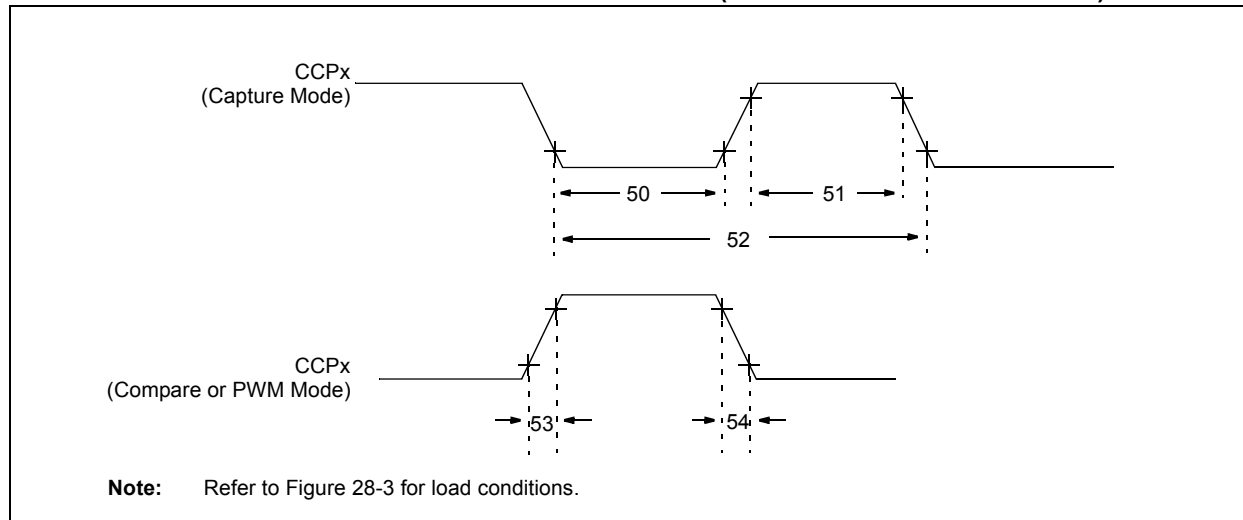 CCPx
(Capture Mode)
50
51
52
CCPx
(Compare or PWM Mode)
53
54
Note: Refer to Figure 28-3 for load conditions.